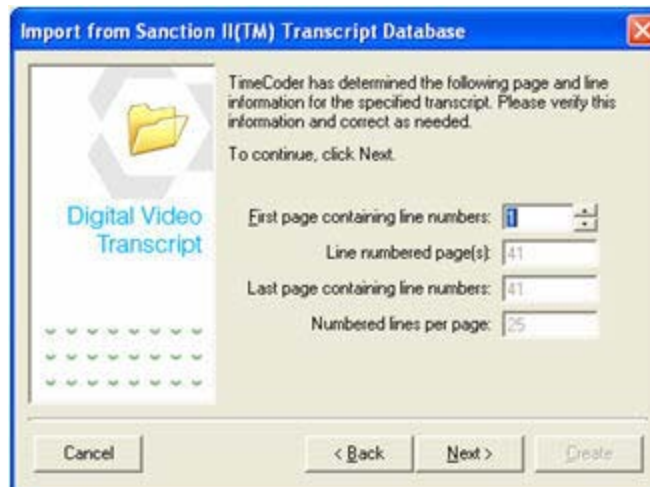 Import from Sanction II(TM) Transcript Database
TimeCoder has determined the following page and line
information for the specified transcript. Please verify this
information and correct as needed.
To continue, click Next.
Digital Video
Transcript
First page containing line numbers: 1
Line numbered page(s): 41
Last page containing line numbers: 41
Numbered lines per page: 25
Cancel
< Back
Next >
Create